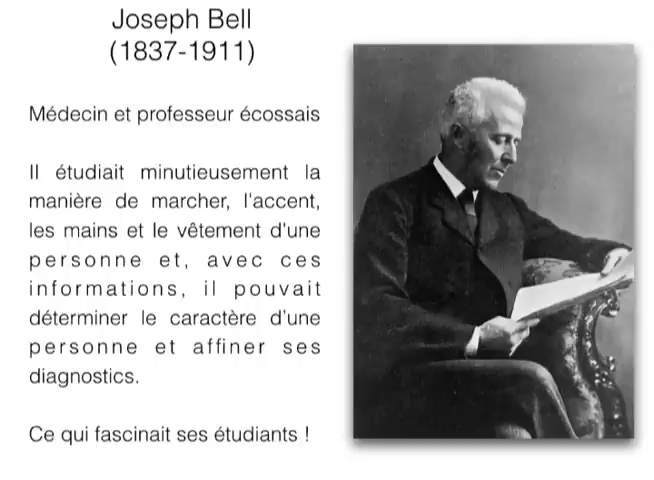 Joseph Bell
(1837-1911)
Médecin et professeur écossais
Il étudiait minutieusement la
manière de marcher, l'accent,
les mains et le vêtement d'une
personne et, avec ces
informations, il pouvait
déterminer le caractère d'une
personne et affiner ses
diagnostics.
Ce qui fascinait ses étudiants !